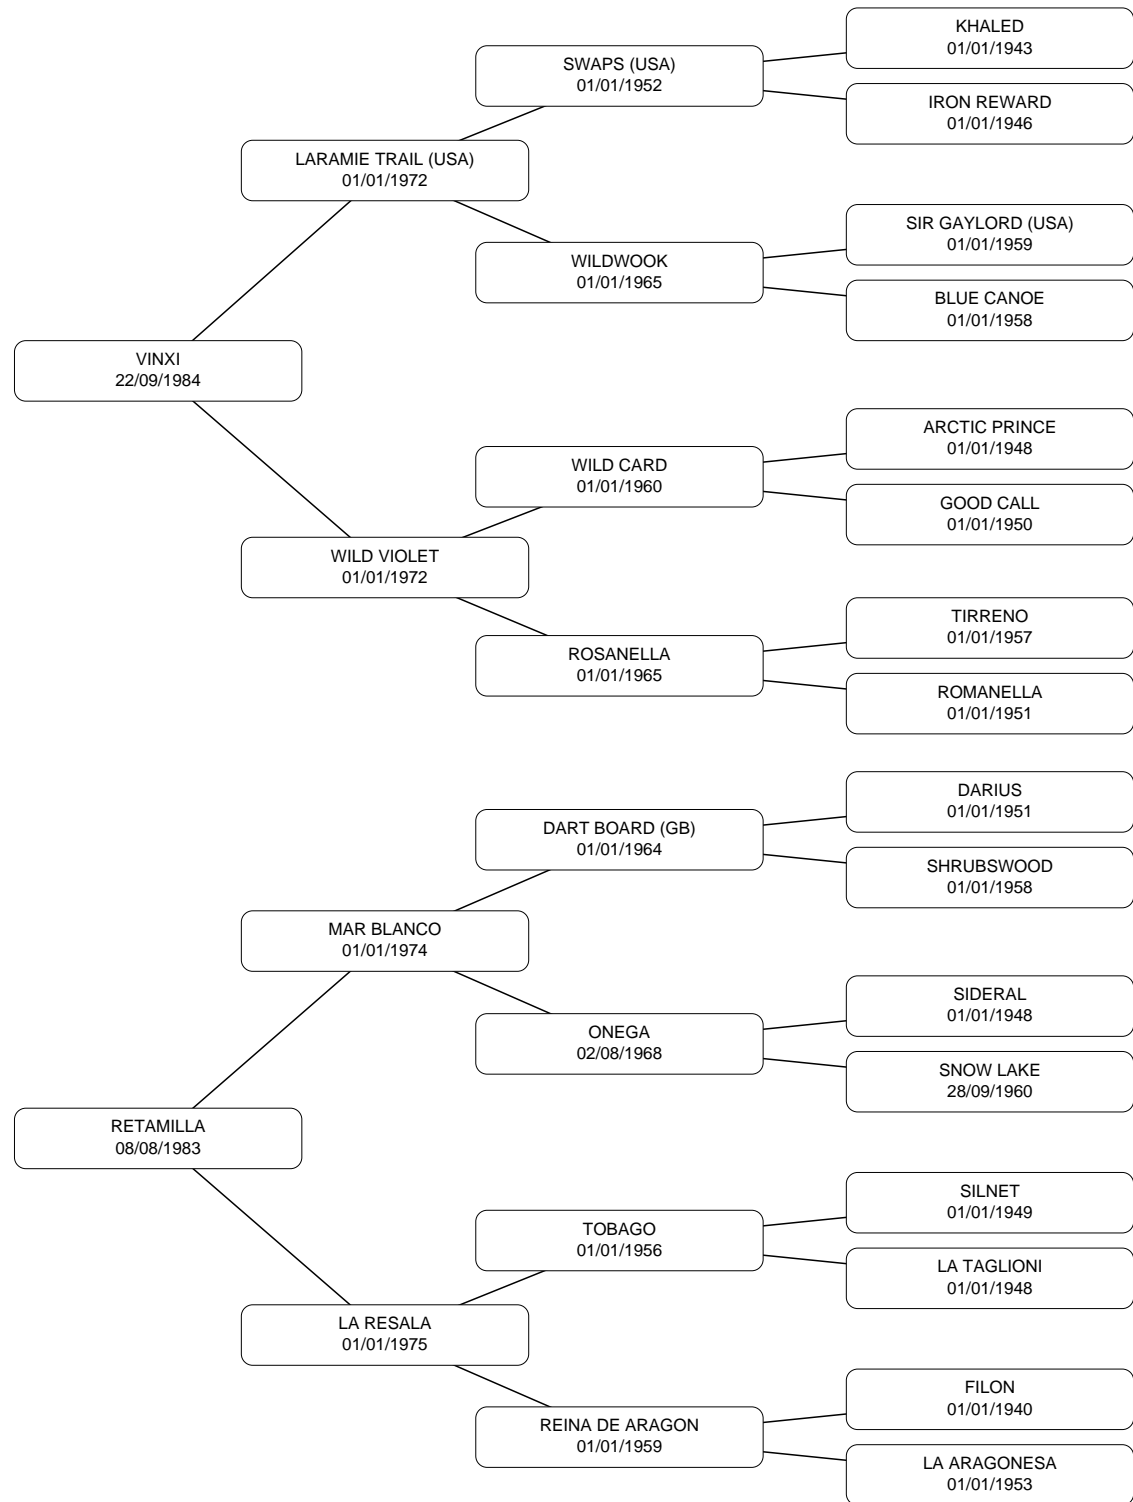 KHALED
01/01/1943
SWAPS (USA)
01/01/1952
IRON REWARD
01/01/1946
LARAMIE TRAIL (USA)
01/01/1972
SIR GAYLORD (USA)
01/01/1959
WILDWOOK
01/01/1965
BLUE CANOE
01/01/1958
VINXI
22/09/1984
ARCTIC PRINCE
01/01/1948
WILD CARD
01/01/1960
GOOD CALL
01/01/1950
WILD VIOLET
01/01/1972
TIRRENO
01/01/1957
ROSANELLA
01/01/1965
ROMANELLA
01/01/1951
DARIUS
01/01/1951
DART BOARD (GB)
01/01/1964
SHRUBSWOOD
01/01/1958
MAR BLANCO
01/01/1974
SIDERAL
01/01/1948
ONEGA
02/08/1968
SNOW LAKE
28/09/1960
RETAMILLA
08/08/1983
SILNET
01/01/1949
TOBAGO
01/01/1956
LA TAGLIONI
01/01/1948
LA RESALA
01/01/1975
FILON
01/01/1940
REINA DE ARAGON
01/01/1959
LA ARAGONESA
01/01/1953